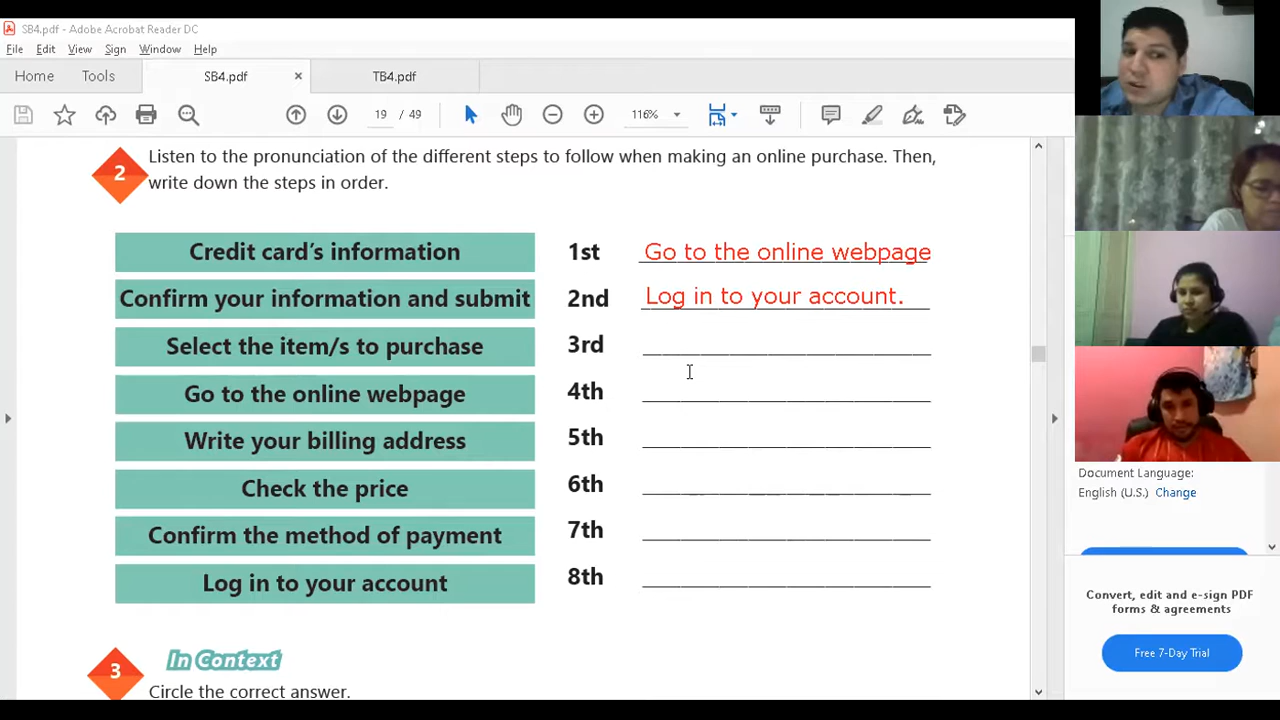 SB4.pdf - Adobe Acrobat Reader DC
File Edit View Sign Window Help
Home Tools SB4.pdf × TB4.pdf
19 / 49 116%
2 Listen to the pronunciation of the different steps to follow when making an online purchase. Then,
write down the steps in order.
Credit card's information 1st Go to the online webpage
Confirm your information and submit 2nd Log in to your account.
Select the item/s to purchase 3rd
Go to the online webpage 4th
Write your billing address 5th
Check the price 6th
Confirm the method of payment 7th
Log in to your account 8th
3 In Context
Circle the correct answer.
Document Language:
English (U.S.) Change
Convert, edit and e-sign PDF
forms & agreements
Free 7-Day Trial